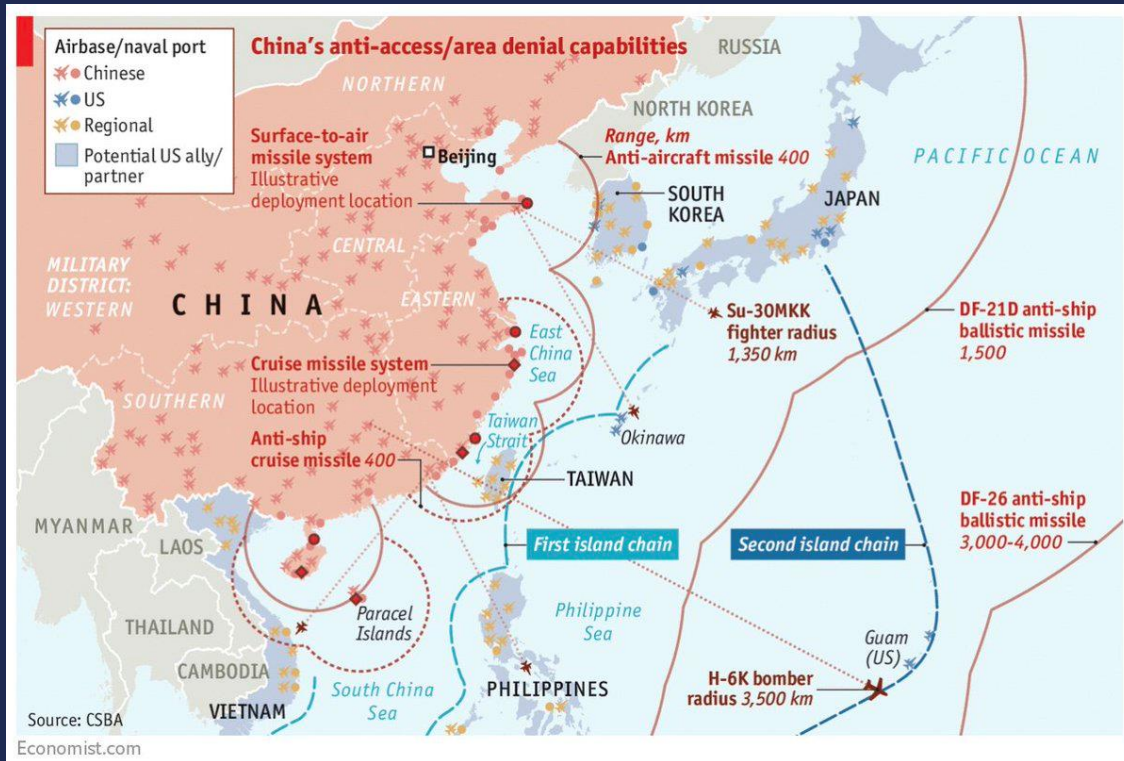 China's anti-access/area denial capabilities
Airbase/naval port
Chinese
US
Regional
Potential US ally/
partner
RUSSIA
NORTHERN
NORTH KOREA
Surface-to-air
missile system
Illustrative
deployment location
Beijing
Range, km
Anti-aircraft missile 400
PACIFIC OCEAN
SOUTH
KOREA
JAPAN
CENTRAL
MILITARY
DISTRICT:
WESTERN
EASTERN
CHINA
Su-30MKK
fighter radius
1,350 km
DF-21D anti-ship
ballistic missile
1,500
East
China
Sea
Cruise missile system
Illustrative deployment
location
SOUTHERN
Taiwan
Strait
Okinawa
Anti-ship
cruise missile 400
TAIWAN
DF-26 anti-ship
ballistic missile
3,000-4,000
MYANMAR
LAOS
First island chain
Second island chain
Paracel
Islands
Philippine
Sea
THAILAND
Guam
(US)
CAMBODIA
South China
Sea
PHILIPPINES
H-6K bomber
radius 3,500 km
VIETNAM
Source: CSBA
Economist.com